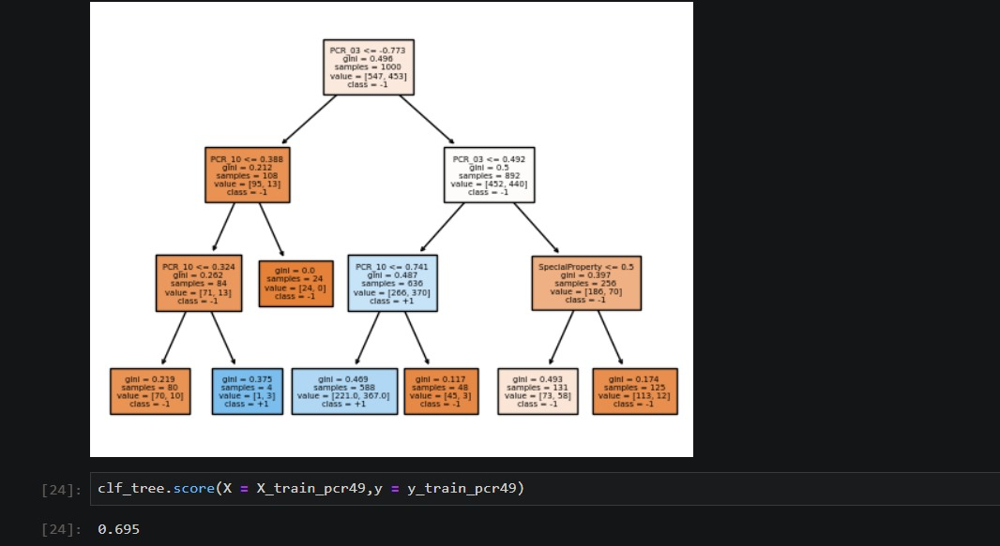 PCR_03 <= -0.773
gini = 0.496
samples = 1000
value = [547, 453]
class = -1
PCR_10 <= 0.388
gini = 0.212
samples = 108
value = [95, 13]
class = -1
PCR_03 <= 0.492
gini = 0.5
samples = 892
value = [452, 440]
class = -1
PCR_10 <= 0.324
gini = 0.262
samples = 84
value = [71, 13]
class = -1
gini = 0.0
samples = 24
value = [24, 0]
class = -1
PCR_10 <= 0.741
gini = 0.487
samples = 636
value = [266, 370]
class = +1
SpecialProperty <= 0.5
gini = 0.397
samples = 256
value = [186, 70]
class = -1
gini = 0.219
samples = 80
value = [70, 10]
class = -1
gini = 0.375
samples = 4
value = [1, 3]
class = +1
gini = 0.469
samples = 588
value = [221.0, 367.0]
class = +1
gini = 0.117
samples = 48
value = [45, 3]
class = -1
gini = 0.493
samples = 131
value = [73, 58]
class = -1
gini = 0.174
samples = 125
value = [113, 12]
class = -1
[24]: clf_tree.score(X = X_train_pcr49,y = y_train_pcr49)
[24]: 0.695